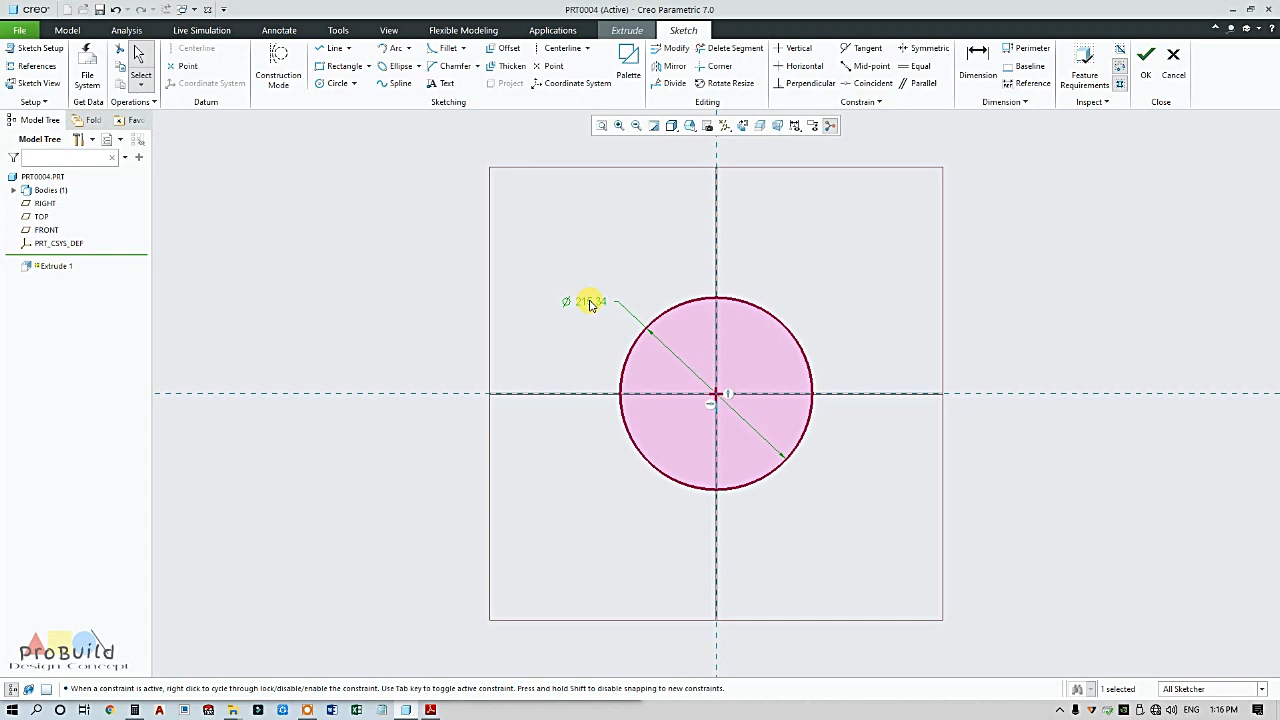 creo
PRT0004 (Active) - Creo Parametric 7.0
File Model Analysis Live Simulation Annotate Tools View Flexible Modeling Applications Extrude Sketch
Sketch Setup
References
Sketch View
Setup
File System
Get Data
Select
Operations
Centerline
Point
Coordinate System
Datum
Construction Mode
Line Arc Fillet Offset Centerline
Rectangle Ellipse Chamfer Thicken Point
Circle Spline Text Project Coordinate System
Sketching
Palette
Modify Delete Segment
Mirror Corner
Divide Rotate Resize
Editing
Vertical Tangent Symmetric
Horizontal Mid-point Equal
Perpendicular Coincident Parallel
Constrain
Dimension
Perimeter
Baseline
Reference
Dimension
Feature Requirements
Inspect
OK
Cancel
Close
Model Tree Fold Favo
Model Tree
PRT0004.PRT
Bodies (1)
RIGHT
TOP
FRONT
PRT_CSYS_DEF
Extrude 1
ProBuild
Design Concept
• When a constraint is active, right click to cycle through lock/disable/enable the constraint. Use Tab key to toggle active constraint. Press and hold Shift to disable snapping to new constraints.
1 selected
All Sketcher
1:16 PM